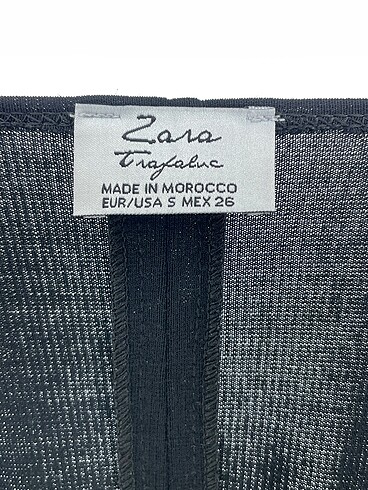 Zara
Trafaluc
MADE IN MOROCCO
EUR/USA S MEX 26